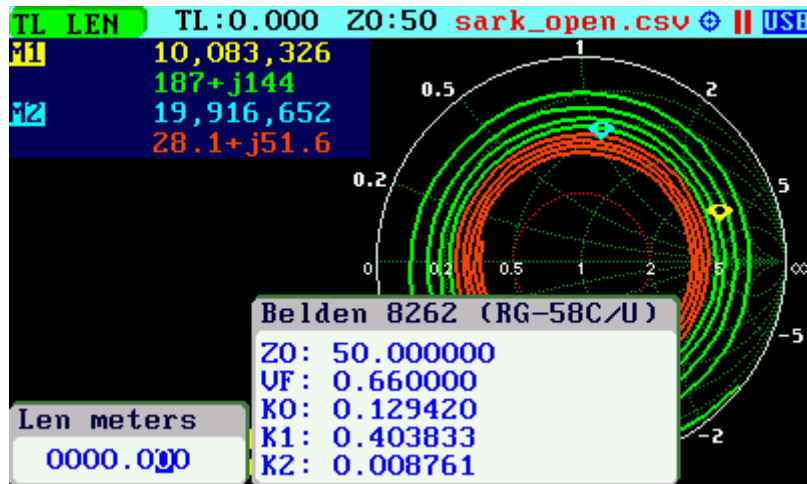 TL LEN TL:0.000 Z0:50 sark_open.csv USB
M1 10,083,326
187+j144
M2 19,916,652
28.1+j51.6
1
0.5
2
0.2
5
0 0.2 0.5 1 2 5 ∞
-5
-2
Belden 8262 (RG-58C/U)
Z0: 50.000000
VF: 0.660000
K0: 0.129420
K1: 0.403833
K2: 0.008761
Len meters
0000.000